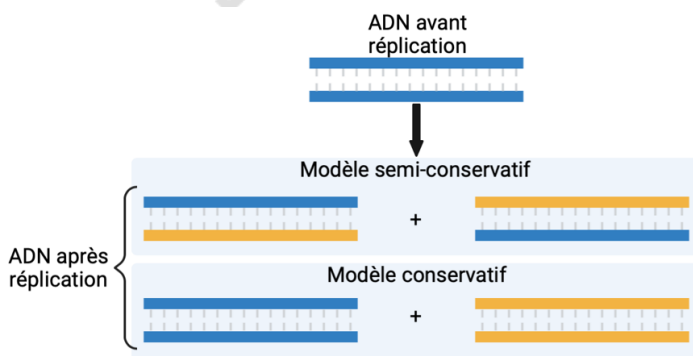 ADN avant
réplication
Modèle semi-conservatif
+
ADN après
réplication
Modèle conservatif
+